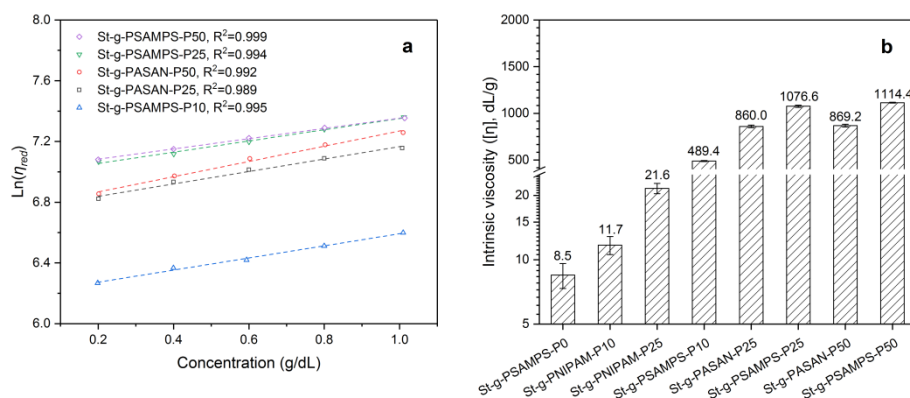 a
St-g-PSAMPS-P50, R²=0.999
St-g-PSAMPS-P25, R²=0.994
St-g-PASAN-P50, R²=0.992
St-g-PASAN-P25, R²=0.989
St-g-PSAMPS-P10, R²=0.995
Ln(ηred)
8.0
7.6
7.2
6.8
6.4
6.0
0.2 0.4 0.6 0.8 1.0
Concentration (g/dL)
b
Intrinsic viscosity ([η], dL/g)
2000
1500
1000
500
20
15
10
5
8.5
11.7
21.6
489.4
860.0
1076.6
869.2
1114.4
St-g-PSAMPS-P0
St-g-PNIPAM-P10
St-g-PNIPAM-P25
St-g-PSAMPS-P10
St-g-PASAN-P25
St-g-PSAMPS-P25
St-g-PASAN-P50
St-g-PSAMPS-P50